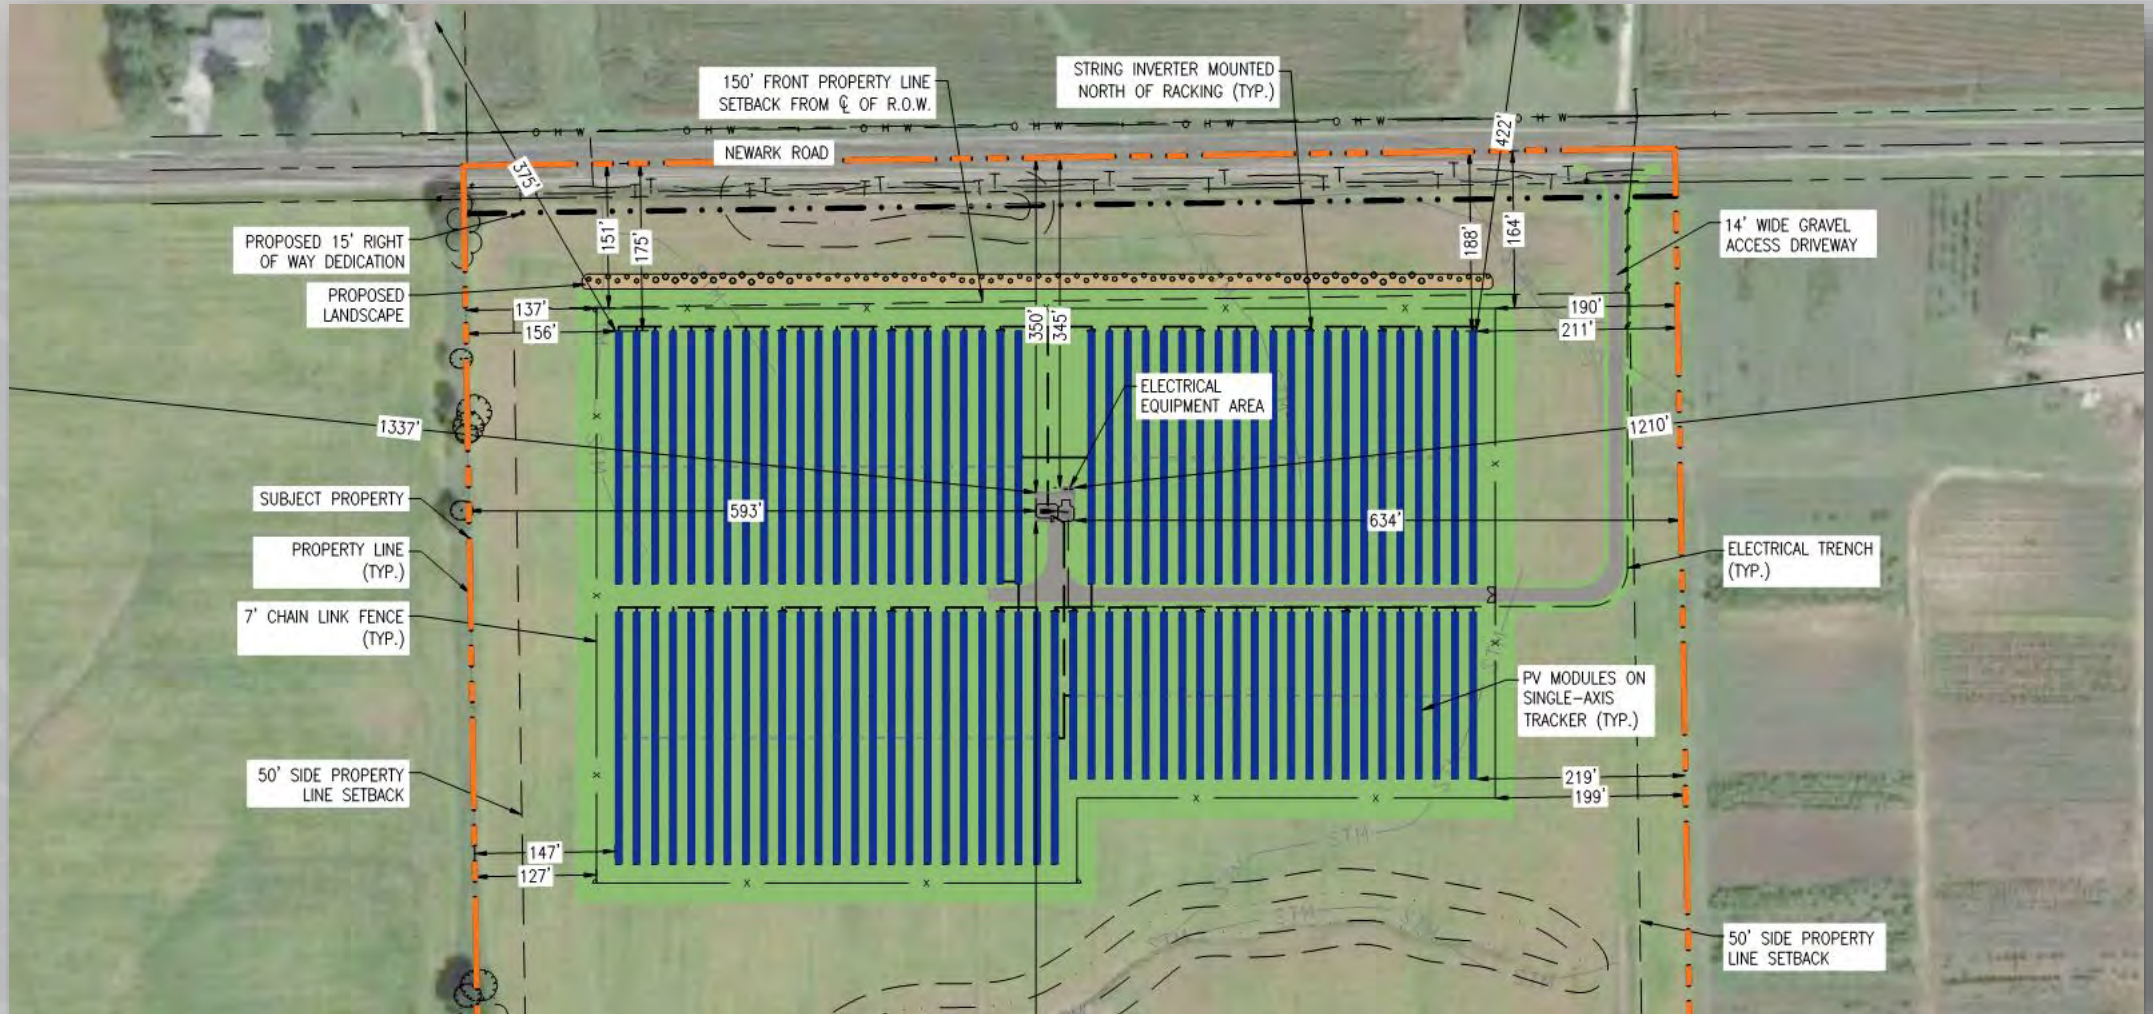 150' FRONT PROPERTY LINE
SETBACK FROM ℄ OF R.O.W.
STRING INVERTER MOUNTED
NORTH OF RACKING (TYP.)
O H W
O H W
O H W
O H W
O H W
O H W
O H W
NEWARK ROAD
375'
422'
T T T T T T T T T
151'
175'
188'
164'
PROPOSED 15' RIGHT
OF WAY DEDICATION
14' WIDE GRAVEL
ACCESS DRIVEWAY
PROPOSED
LANDSCAPE
137'
156'
350'
345'
190'
211'
X X X X
ELECTRICAL
EQUIPMENT AREA
1337'
1210'
SUBJECT PROPERTY
593'
634'
PROPERTY LINE
(TYP.)
ELECTRICAL TRENCH
(TYP.)
7' CHAIN LINK FENCE
(TYP.)
PV MODULES ON
SINGLE-AXIS
TRACKER (TYP.)
50' SIDE PROPERTY
LINE SETBACK
219'
199'
X X
STM
147'
127'
X X
STM
STM
STM
50' SIDE PROPERTY
LINE SETBACK